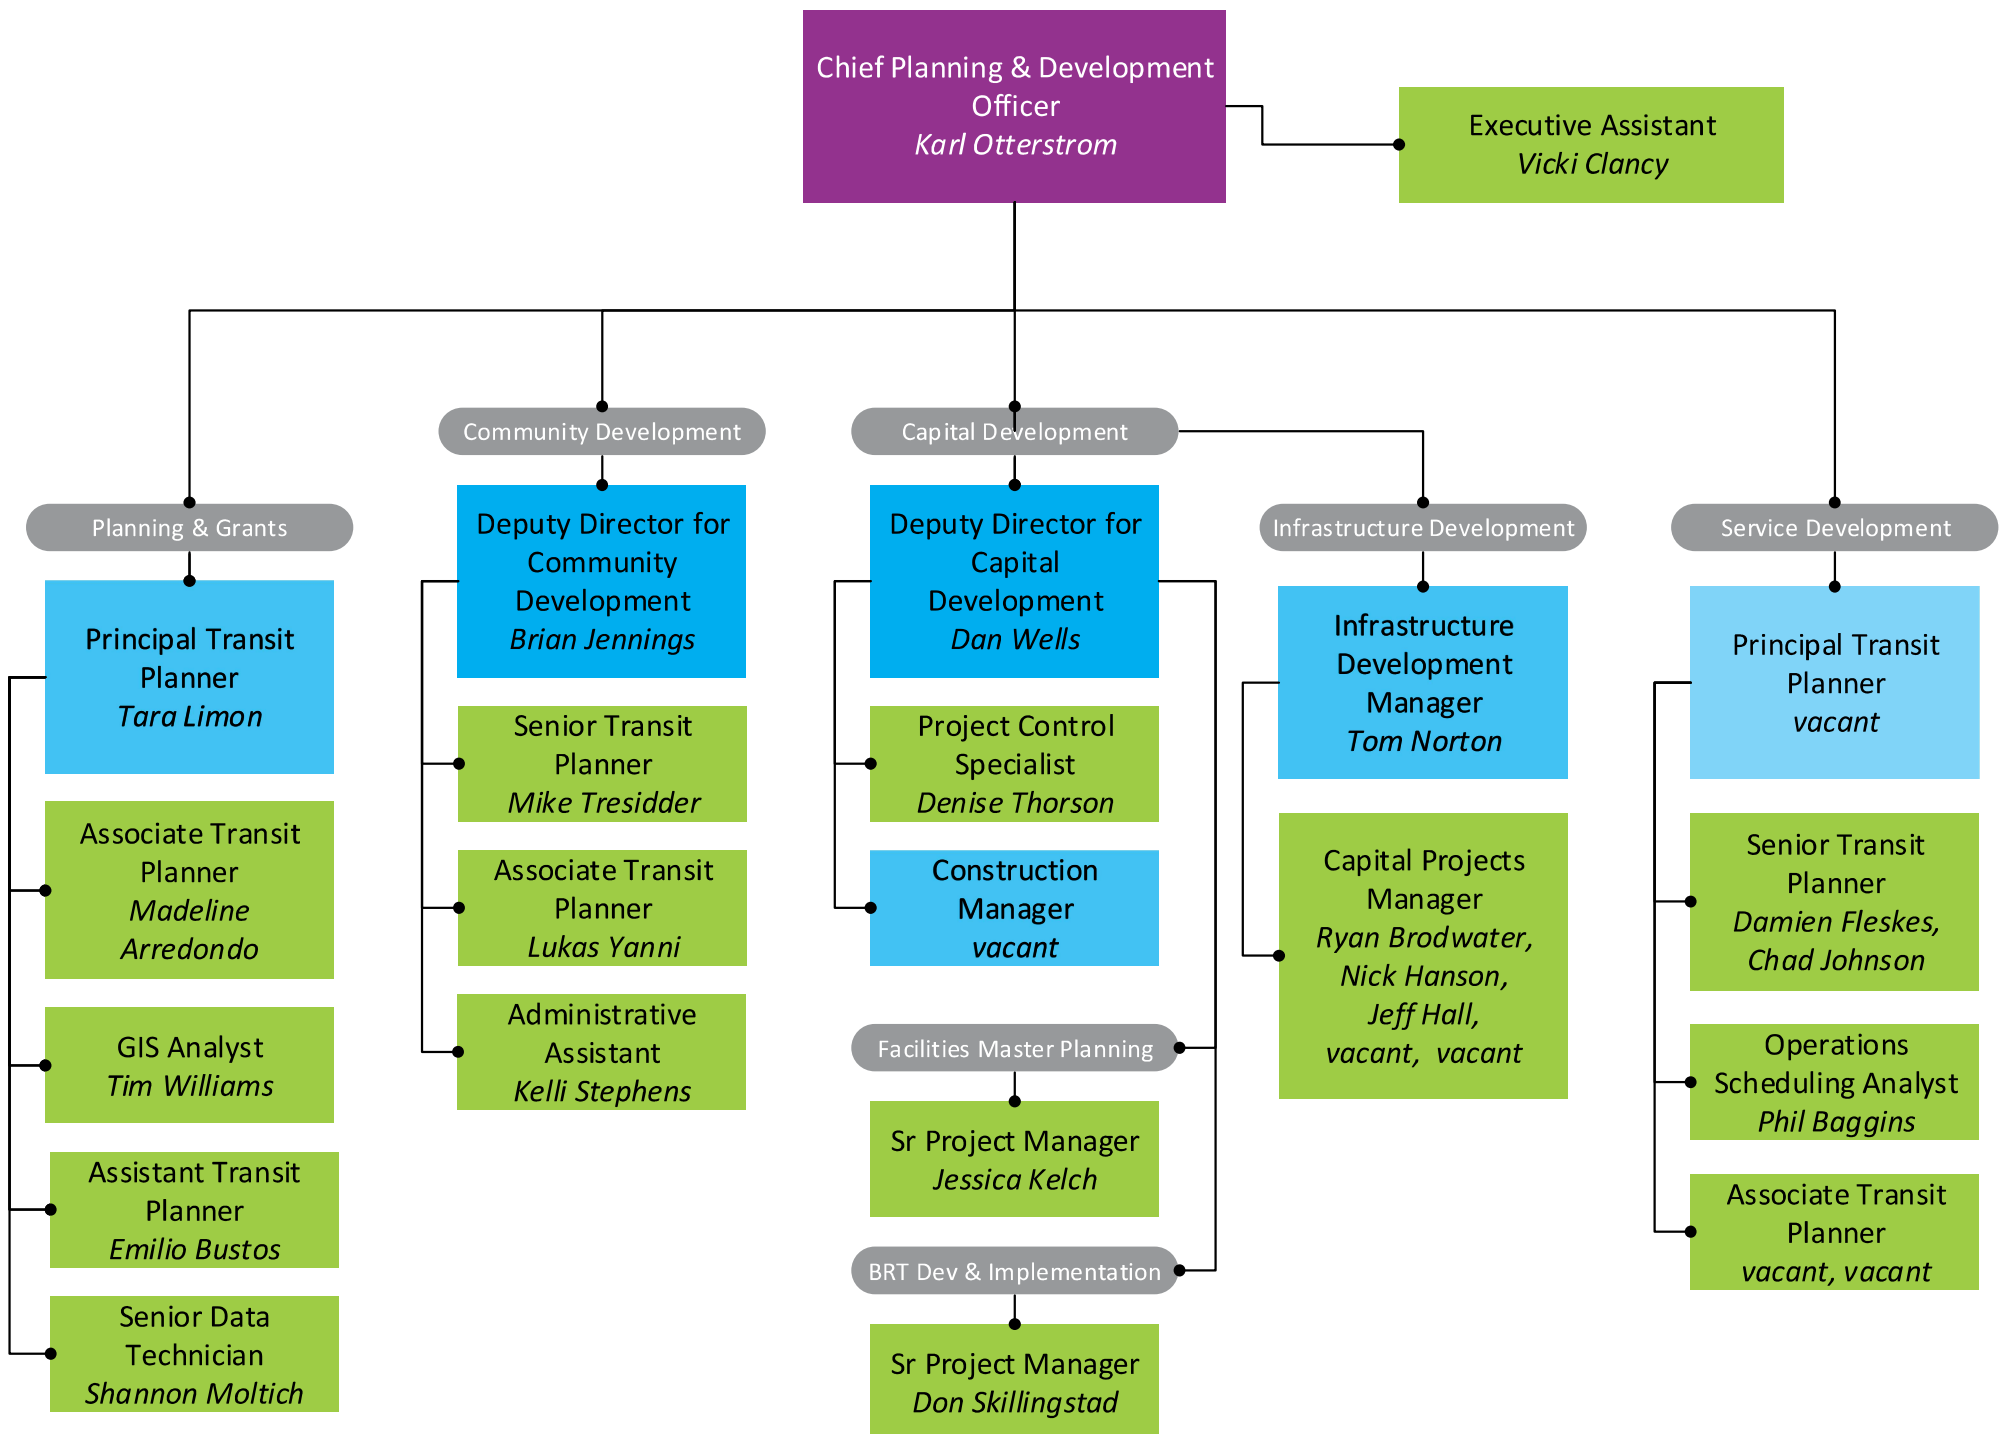 Chief Planning & Development
Officer
Karl Otterstrom
Executive Assistant
Vicki Clancy
Planning & Grants
Principal Transit
Planner
Tara Limon
Associate Transit
Planner
Madeline
Arredondo
GIS Analyst
Tim Williams
Assistant Transit
Planner
Emilio Bustos
Senior Data
Technician
Shannon Moltich
Community Development
Deputy Director for
Community
Development
Brian Jennings
Senior Transit
Planner
Mike Tresidder
Associate Transit
Planner
Lukas Yanni
Administrative
Assistant
Kelli Stephens
Capital Development
Deputy Director for
Capital
Development
Dan Wells
Project Control
Specialist
Denise Thorson
Construction
Manager
vacant
Facilities Master Planning
Sr Project Manager
Jessica Kelch
BRT Dev & Implementation
Sr Project Manager
Don Skillingstad
Infrastructure Development
Infrastructure
Development
Manager
Tom Norton
Capital Projects
Manager
Ryan Brodwater,
Nick Hanson,
Jeff Hall,
vacant, vacant
Service Development
Principal Transit
Planner
vacant
Senior Transit
Planner
Damien Fleskes,
Chad Johnson
Operations
Scheduling Analyst
Phil Baggins
Associate Transit
Planner
vacant, vacant